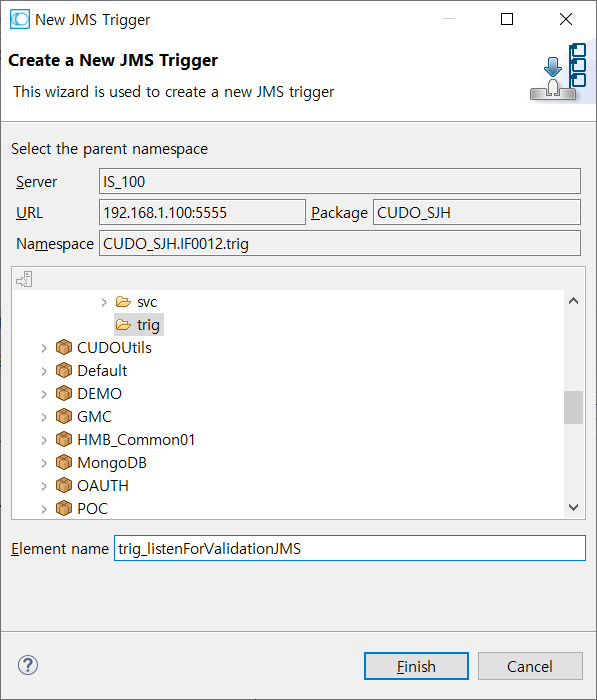 New JMS Trigger
Create a New JMS Trigger
This wizard is used to create a new JMS trigger
Select the parent namespace
Server IS_100
URL 192.168.1.100:5555 Package CUDO_SJH
Namespace CUDO_SJH.IF0012.trig
svc
trig
CUDOUtils
Default
DEMO
GMC
HMB_Common01
MongoDB
OAUTH
POC
Element name trig_listenForValidationJMS
? Finish Cancel